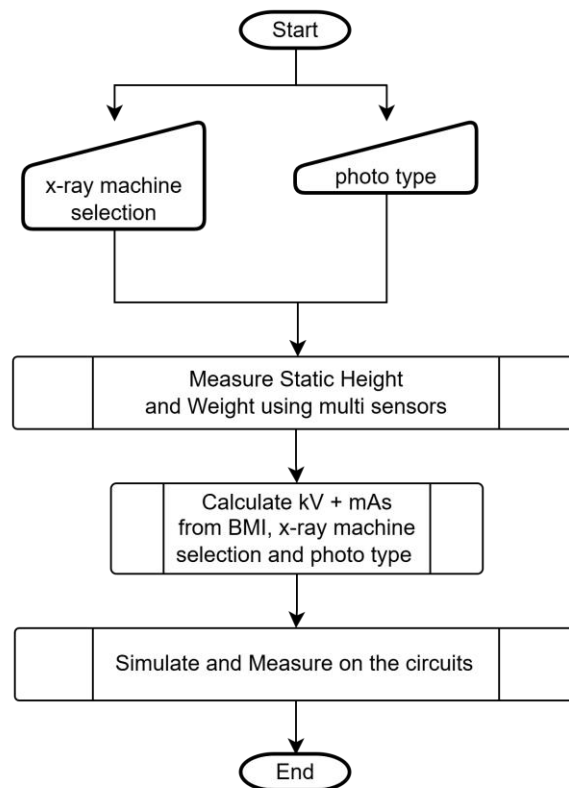 Start
x-ray machine
selection
photo type
Measure Static Height
and Weight using multi sensors
Calculate kV + mAs
from BMI, x-ray machine
selection and photo type
Simulate and Measure on the circuits
End